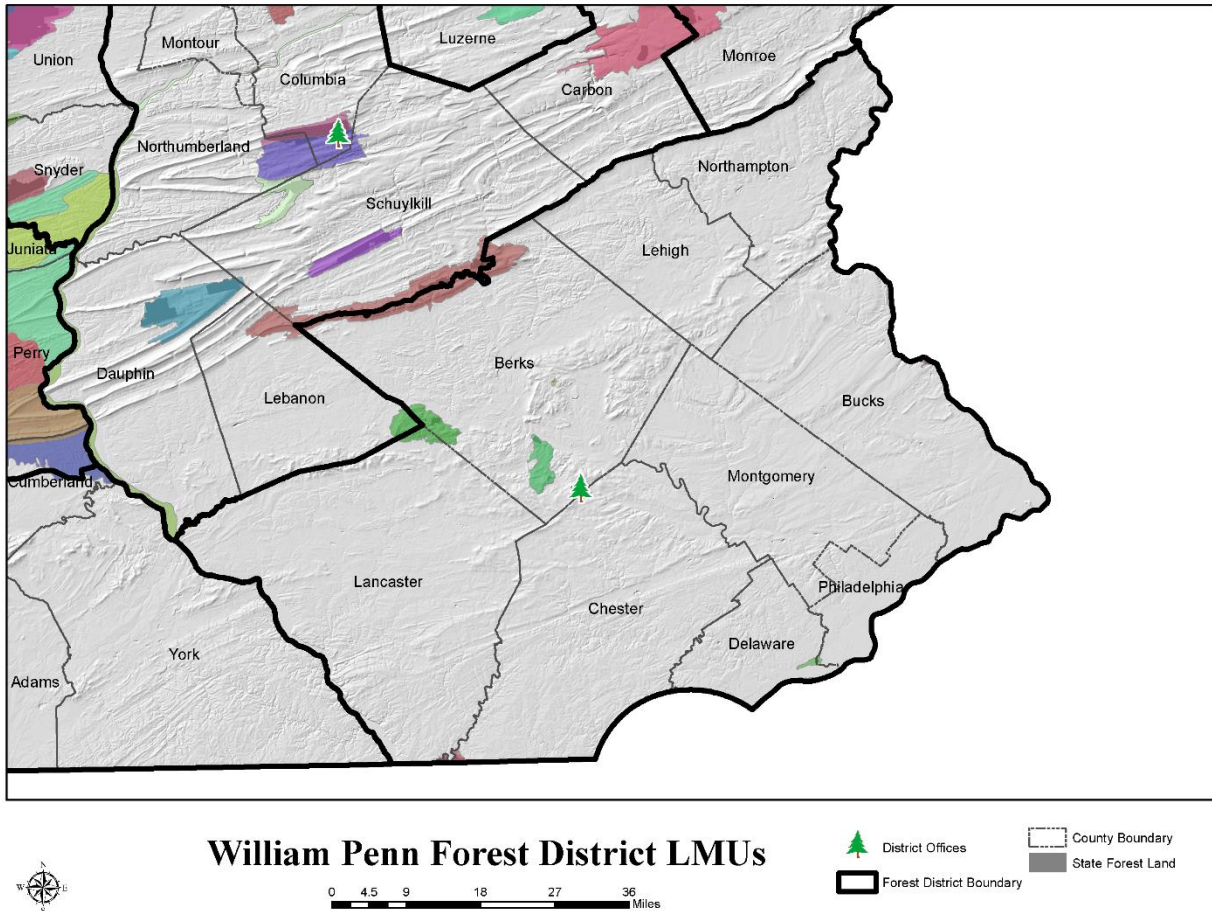 Luzerne
Montour
Monroe
Union
Columbia
Carbon
Northumberland
Northampton
Snyder
Schuylkill
Juniata
Lehigh
Perry
Berks
Dauphin
Lebanon
Bucks
Montgomery
Cumberland
Lancaster
Philadelphia
Chester
Delaware
York
Adams
William Penn Forest District LMUs
N
W E
S
0 4.5 9 18 27 36
Miles
District Offices
Forest District Boundary
County Boundary
State Forest Land